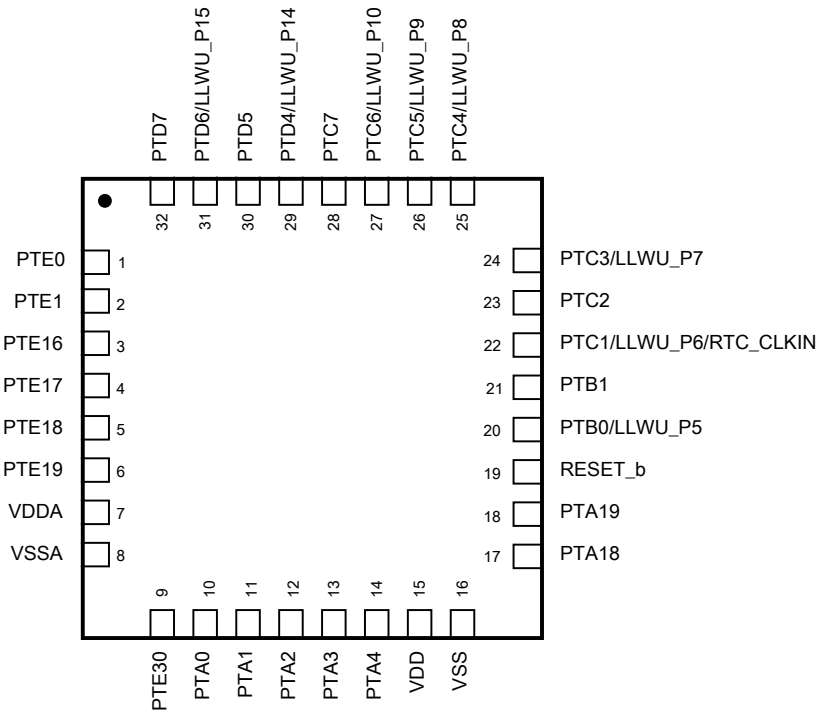 PTD7
PTD6/LLWU_P15
PTD5
PTD4/LLWU_P14
PTC7
PTC6/LLWU_P10
PTC5/LLWU_P9
PTC4/LLWU_P8
32
31
30
29
28
27
26
25
PTE0 1
PTE1 2
PTE16 3
PTE17 4
PTE18 5
PTE19 6
VDDA 7
VSSA 8
24 PTC3/LLWU_P7
23 PTC2
22 PTC1/LLWU_P6/RTC_CLKIN
21 PTB1
20 PTB0/LLWU_P5
19 RESET_b
18 PTA19
17 PTA18
9
10
11
12
13
14
15
16
PTE30
PTA0
PTA1
PTA2
PTA3
PTA4
VDD
VSS